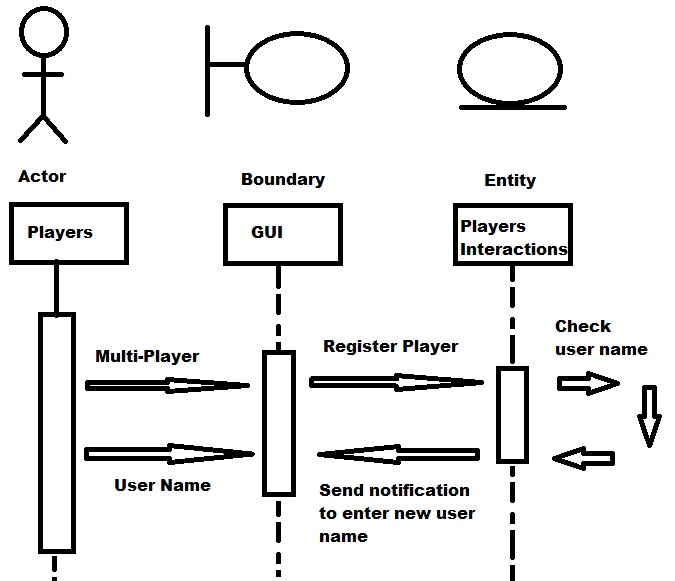 Actor
Boundary
Entity
Players
GUI
Players
Interactions
Multi-Player
Register Player
Check
user name
User Name
Send notification
to enter new user
name